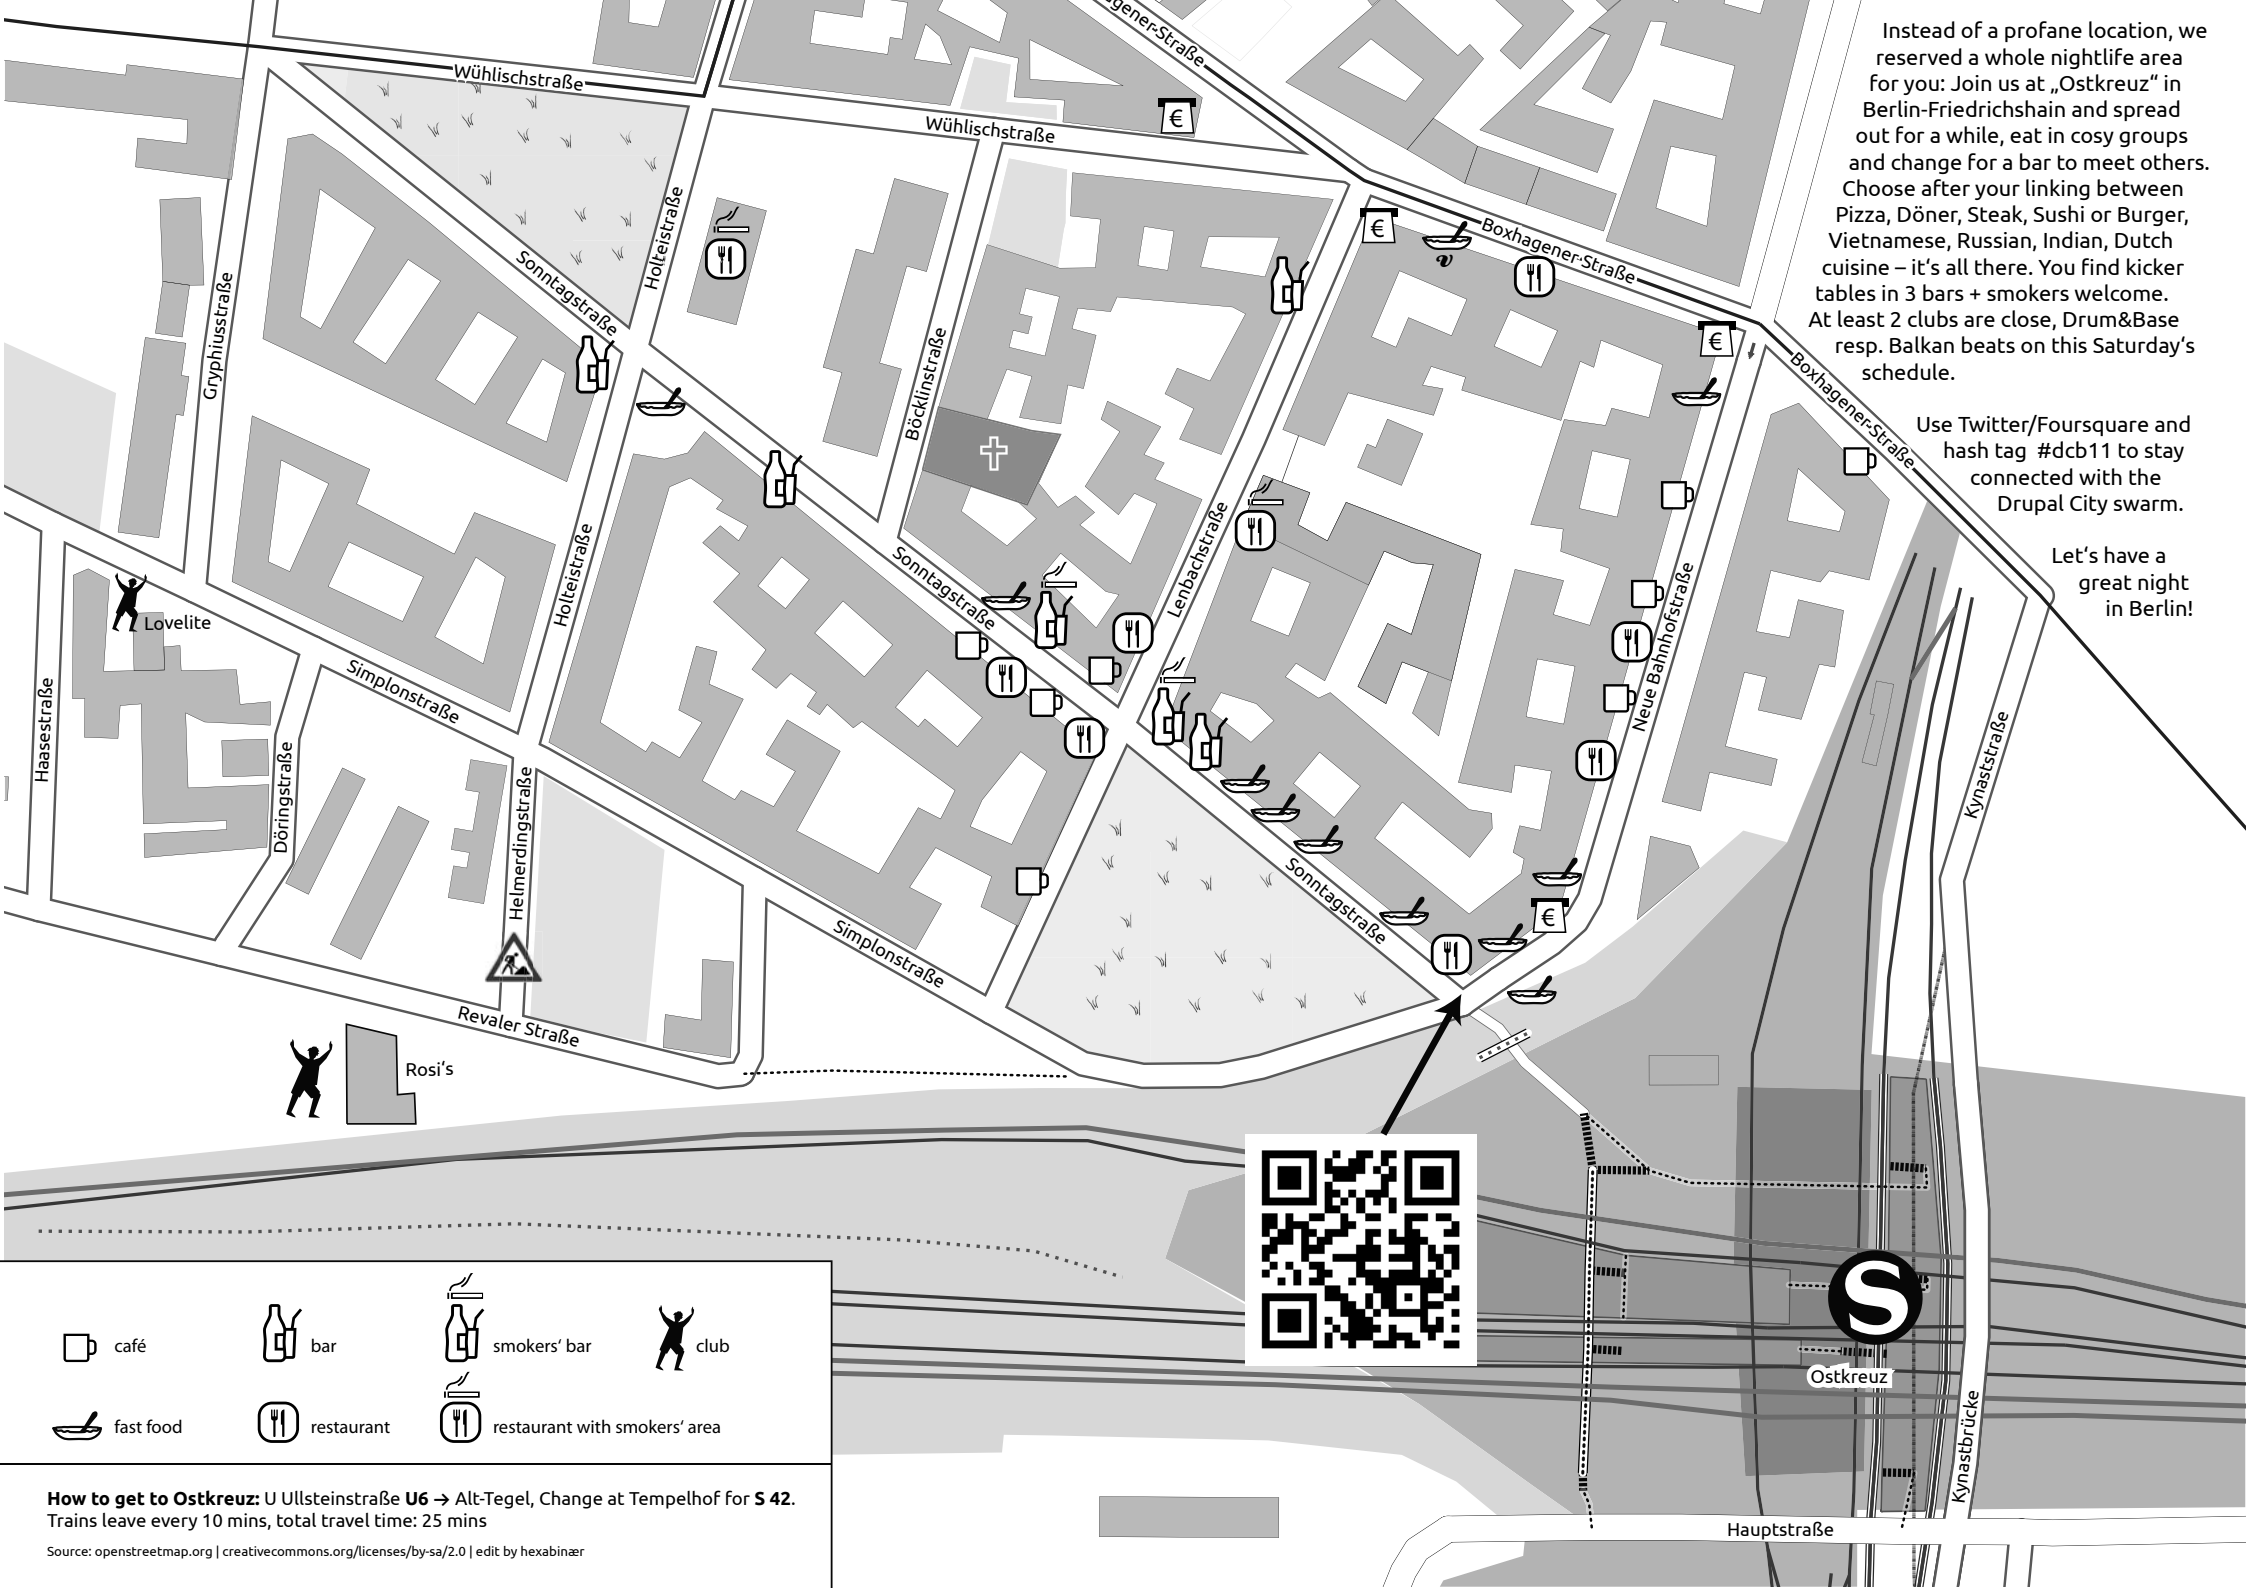 Instead of a profane location, we
reserved a whole nightlife area
for you: Join us at „Ostkreuz“ in
Berlin-Friedrichshain and spread
out for a while, eat in cosy groups
and change for a bar to meet others.
Choose after your linking between
Pizza, Döner, Steak, Sushi or Burger,
Vietnamese, Russian, Indian, Dutch
cuisine – it‘s all there. You find kicker
tables in 3 bars + smokers welcome.
At least 2 clubs are close, Drum&Base
resp. Balkan beats on this Saturday‘s
schedule.
Use Twitter/Foursquare and
hash tag #dcb11 to stay
connected with the
Drupal City swarm.
Let‘s have a
great night
in Berlin!
gener-Straße
Wühlischstraße
Wühlischstraße
€
€
Boxhagener-Straße
€
Boxhagener-Straße
v
Holteistraße
Sonntagstraße
Gryphiusstraße
Böcklinstraße
Lenbachstraße
Holteistraße
Sonntagstraße
Neue Bahnhofstraße
Lovelite
Simplonstraße
Haasestraße
Döringstraße
Helmerdingstraße
Kynaststraße
Sonntagstraße
€
Simplonstraße
Revaler Straße
Rosi‘s
S
Ostkreuz
Kynastbrücke
Hauptstraße
café
bar
smokers‘ bar
club
fast food
restaurant
restaurant with smokers‘ area
How to get to Ostkreuz: U Ullsteinstraße U6 → Alt-Tegel, Change at Tempelhof for S 42.
Trains leave every 10 mins, total travel time: 25 mins
Source: openstreetmap.org | creativecommons.org/licenses/by-sa/2.0 | edit by hexabinær